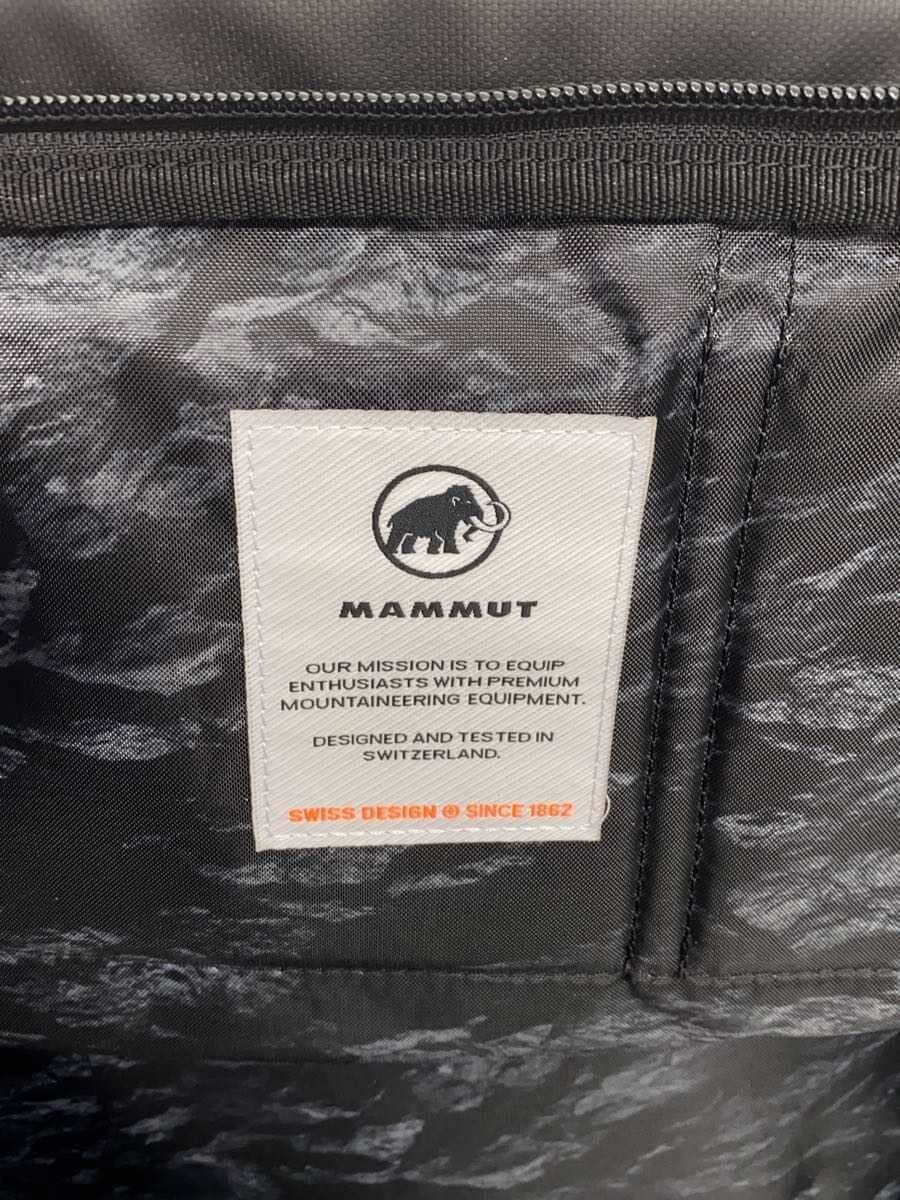 MAMMUT
OUR MISSION IS TO EQUIP
ENTHUSIASTS WITH PREMIUM
MOUNTAINEERING EQUIPMENT.
DESIGNED AND TESTED IN
SWITZERLAND.
SWISS DESIGN ⊕ SINCE 1862